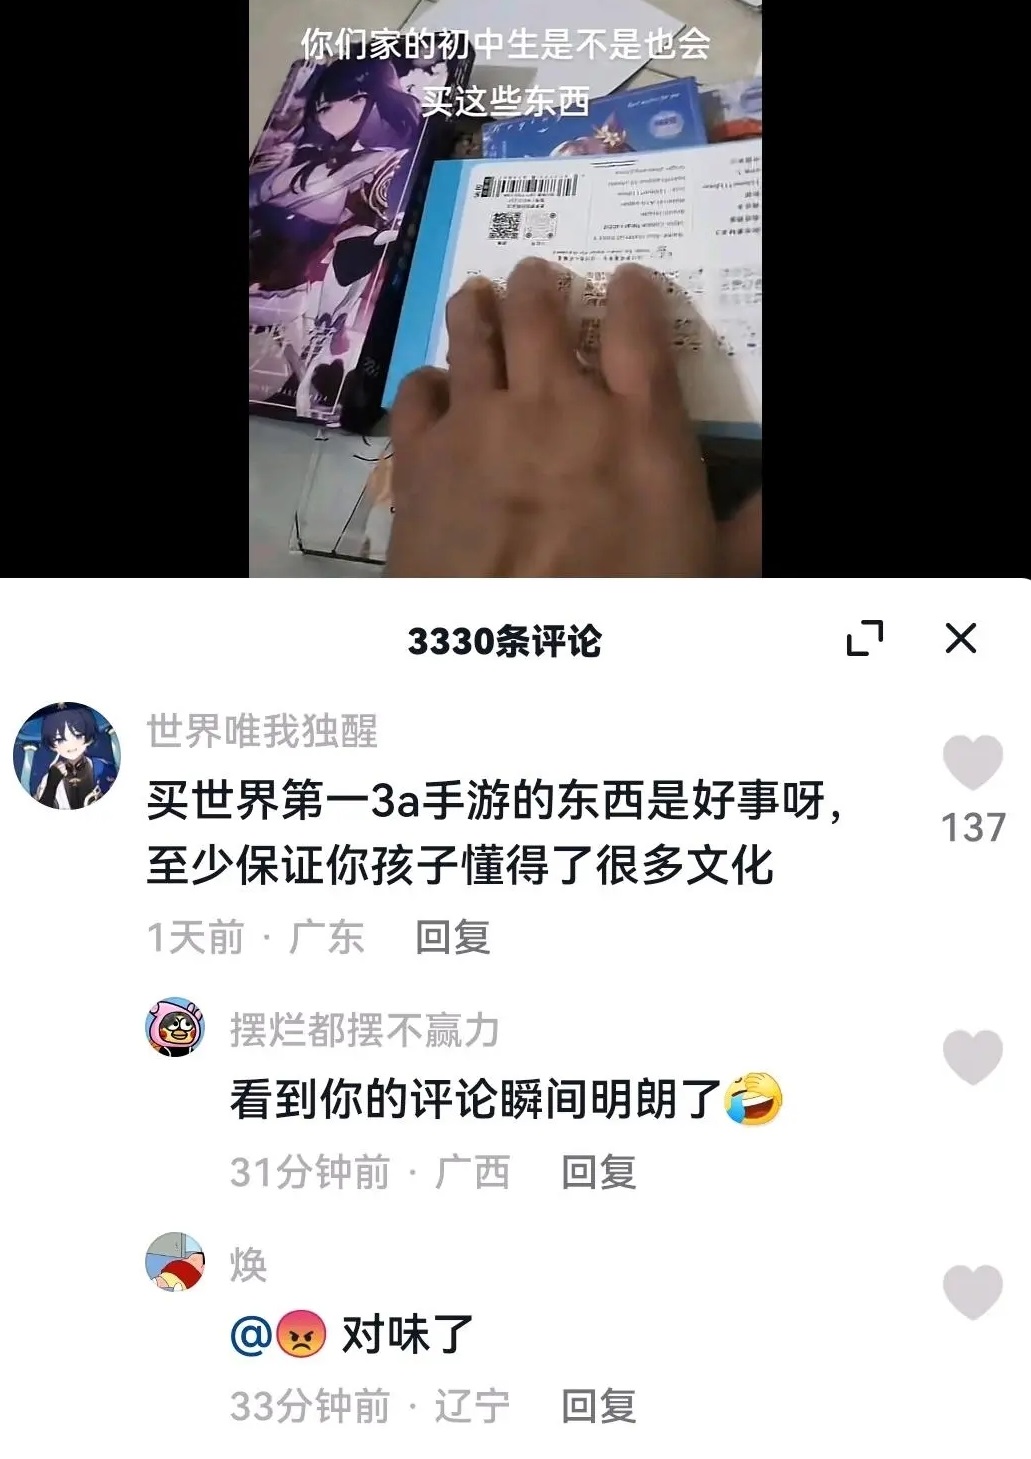 你们家的初中生是不是也会
买这些东西
3330条评论
世界唯我独醒
买世界第一3a手游的东西是好事呀，
至少保证你孩子懂得了很多文化
137
1天前 · 广东 回复
摆烂都摆不赢力
看到你的评论瞬间明朗了🤣
31分钟前 · 广西 回复
焕
@😡 对味了
33分钟前 · 辽宁 回复